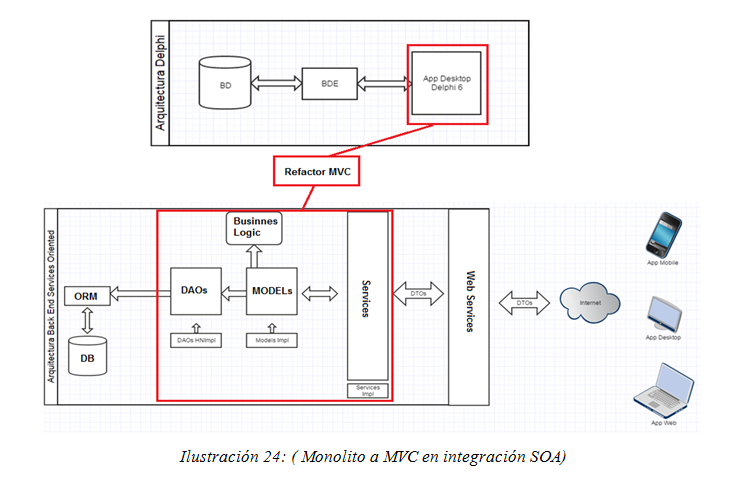 Arquitectura Delphi
BD
BDE
App Desktop
Delphi 6
Refactor MVC
Arquitectura Back End Services Oriented
Businnes
Logic
ORM
DAOs
MODELs
Services
DTOs
Web Services
DTOs
Internet
App Mobile
App Desktop
App Web
DB
DAOs HNImpl
Models Impl
Services
Impl
Ilustración 24: ( Monolito a MVC en integración SOA)